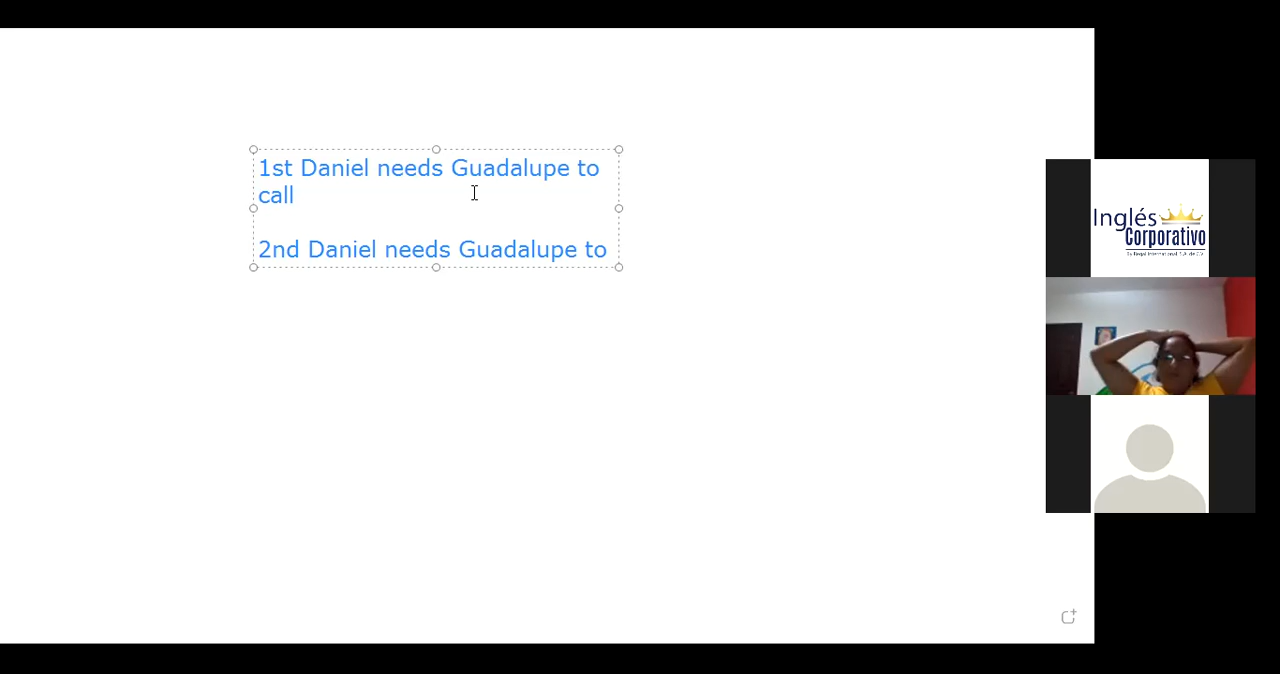 1st Daniel needs Guadalupe to
call
2nd Daniel needs Guadalupe to
Inglés
Corporativo